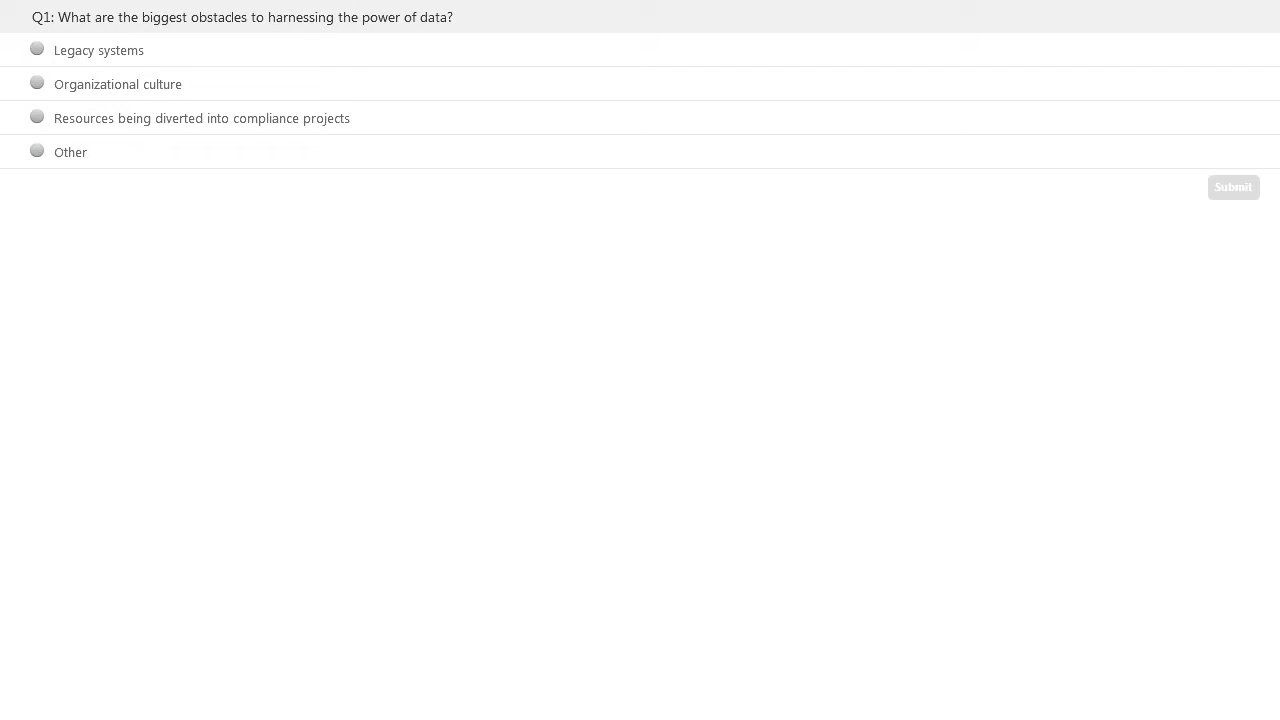 Q1: What are the biggest obstacles to harnessing the power of data?
Legacy systems
Organizational culture
Resources being diverted into compliance projects
Other
Submit